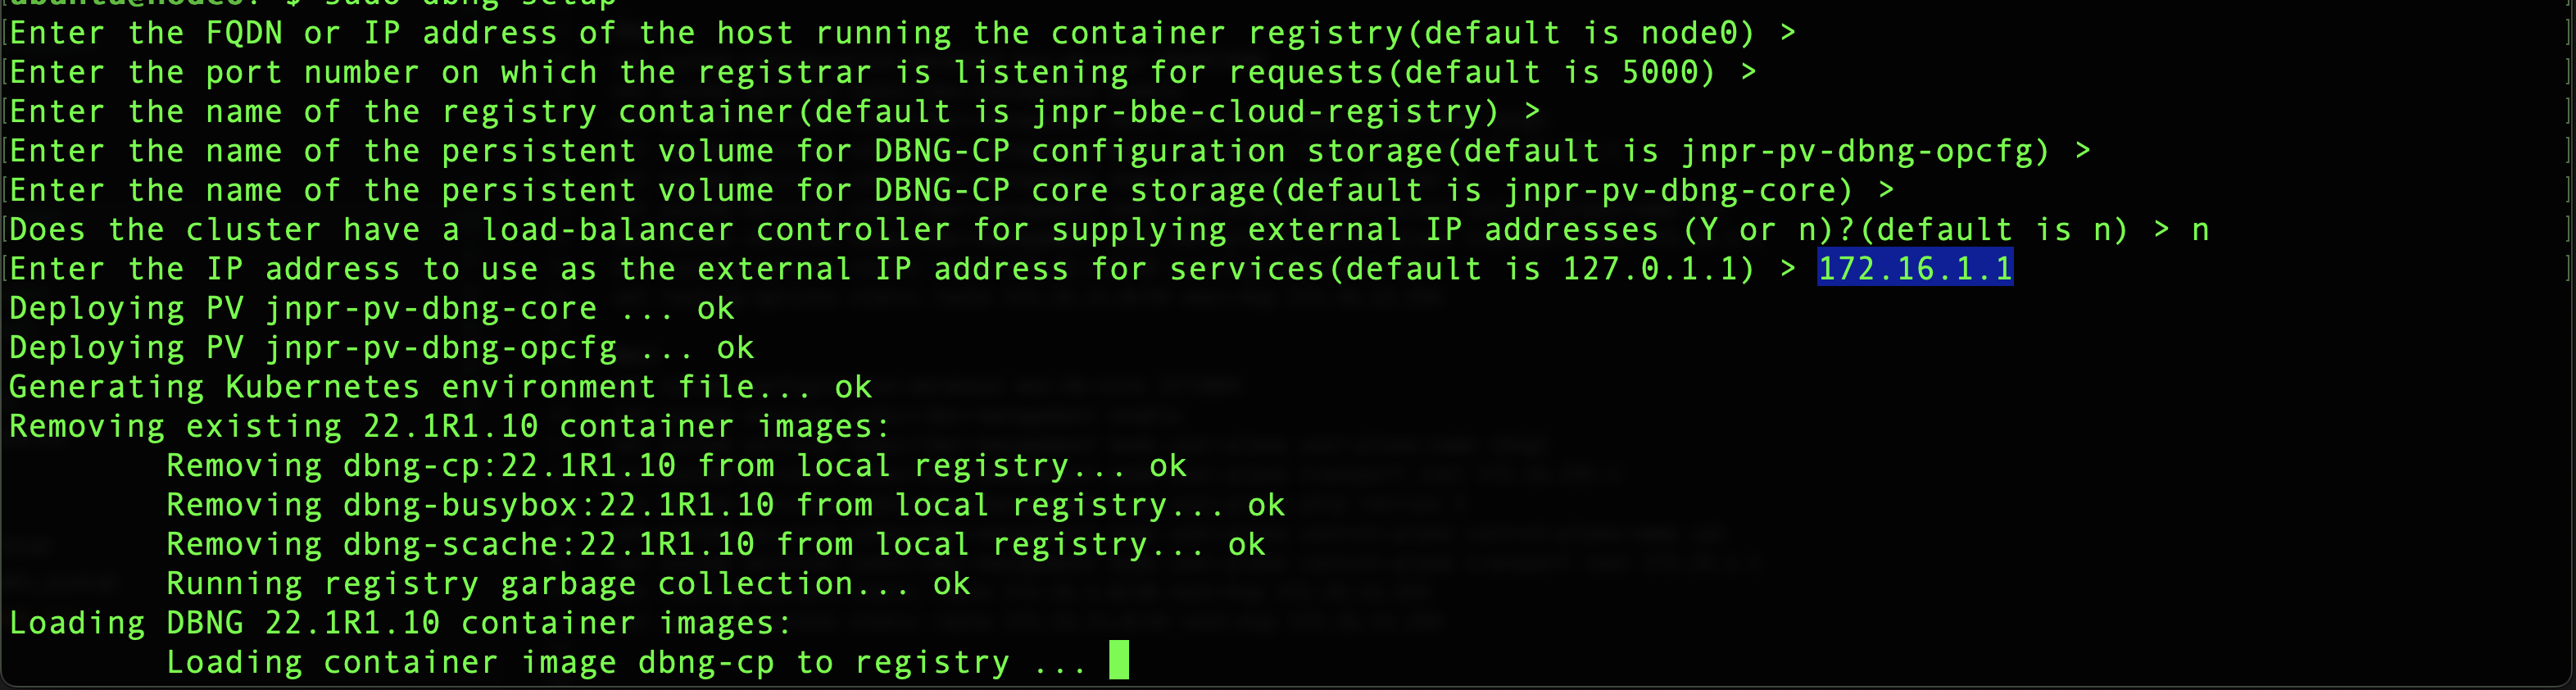 ubuntu@node0:~$ sudo dbng setup
Enter the FQDN or IP address of the host running the container registry(default is node0) >
Enter the port number on which the registrar is listening for requests(default is 5000) >
Enter the name of the registry container(default is jnpr-bbe-cloud-registry) >
Enter the name of the persistent volume for DBNG-CP configuration storage(default is jnpr-pv-dbng-opcfg) >
Enter the name of the persistent volume for DBNG-CP core storage(default is jnpr-pv-dbng-core) >
Does the cluster have a load-balancer controller for supplying external IP addresses (Y or n)?(default is n) > n
Enter the IP address to use as the external IP address for services(default is 127.0.1.1) > 172.16.1.1
Deploying PV jnpr-pv-dbng-core ... ok
Deploying PV jnpr-pv-dbng-opcfg ... ok
Generating Kubernetes environment file... ok
Removing existing 22.1R1.10 container images:
        Removing dbng-cp:22.1R1.10 from local registry... ok
        Removing dbng-busybox:22.1R1.10 from local registry... ok
        Removing dbng-scache:22.1R1.10 from local registry... ok
        Running registry garbage collection... ok
Loading DBNG 22.1R1.10 container images:
        Loading container image dbng-cp to registry ...